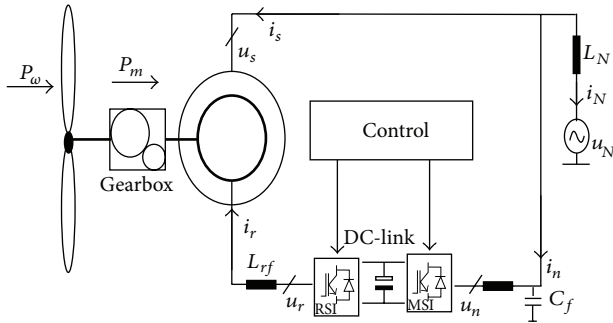 i_s
u_s
L_N
P_ω
P_m
i_N
u_N
Control
Gearbox
i_r
DC-link
L_rf
i_n
u_r
RSI
MSI
u_n
C_f